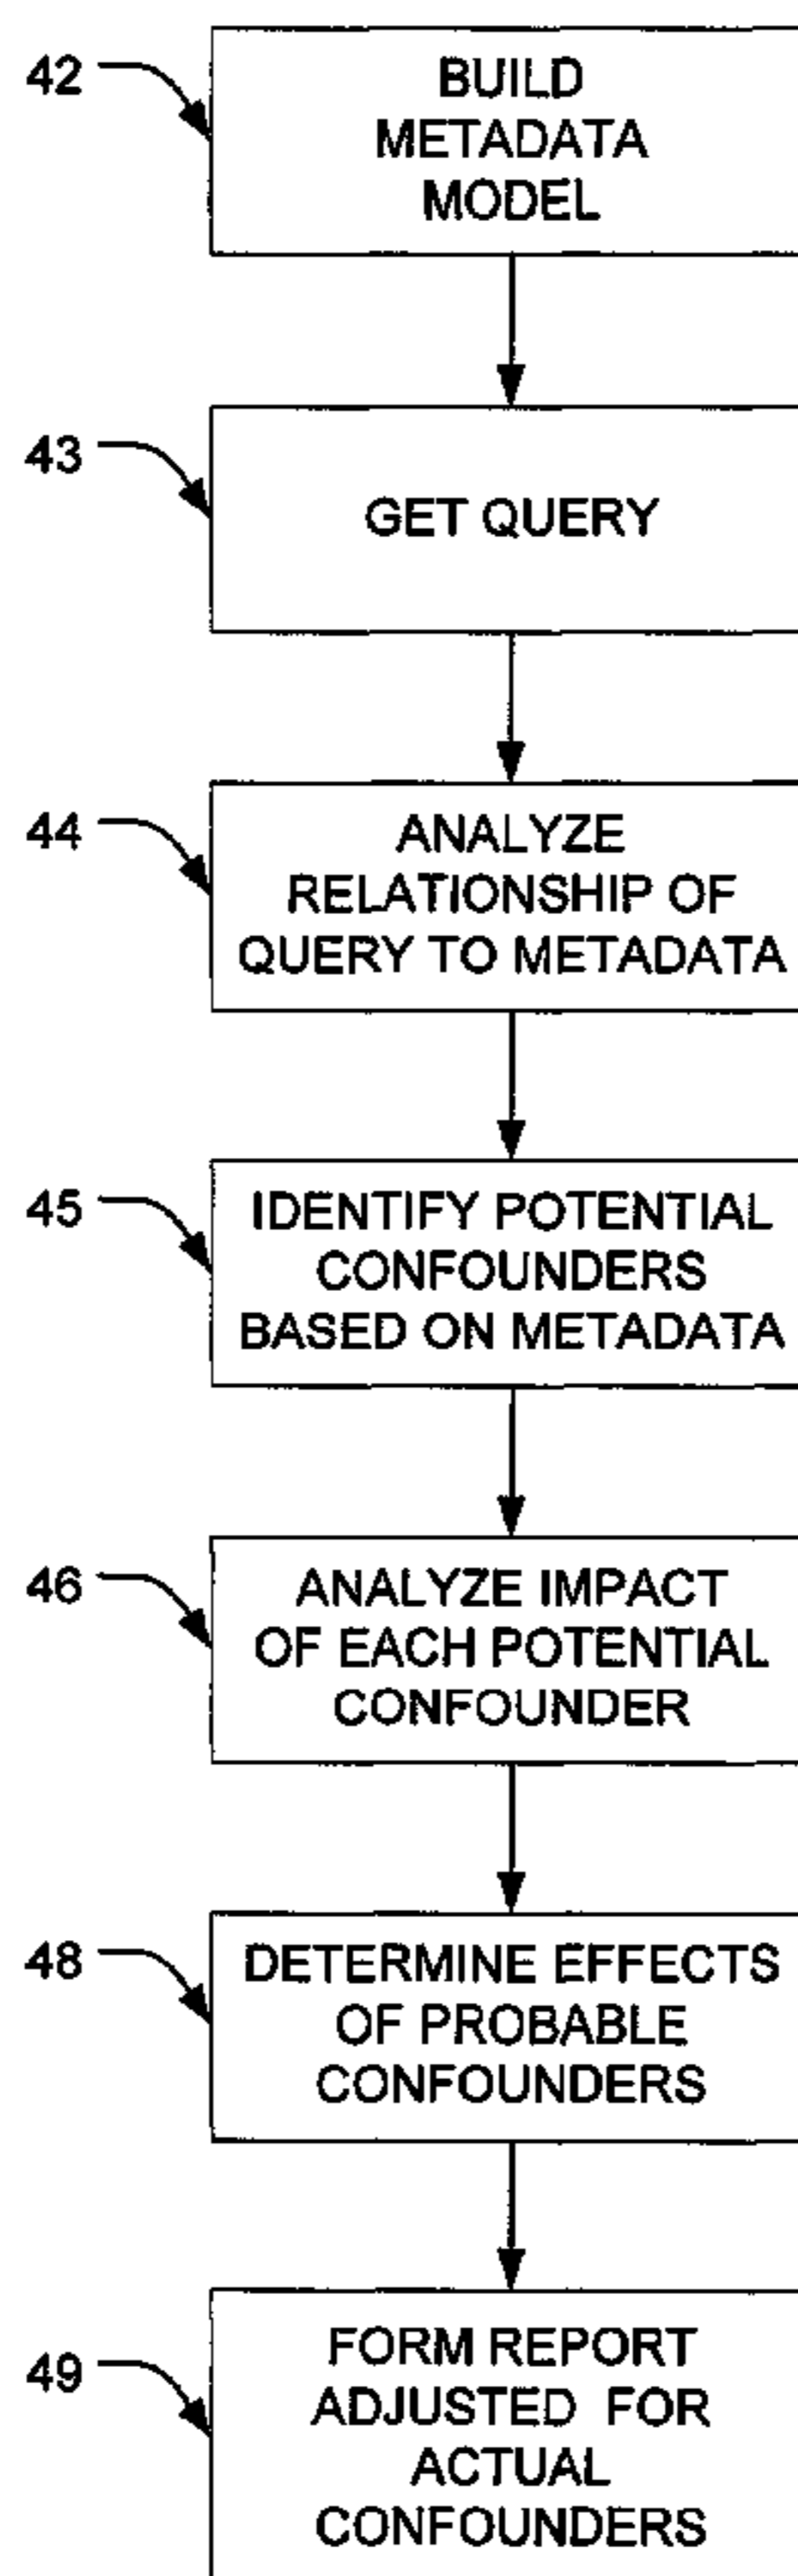 42
BUILD
METADATA
MODEL
43
GET QUERY
44
ANALYZE
RELATIONSHIP OF
QUERY TO METADATA
45
IDENTIFY POTENTIAL
CONFOUNDERS
BASED ON METADATA
46
ANALYZE IMPACT
OF EACH POTENTIAL
CONFOUNDER
48
DETERMINE EFFECTS
OF PROBABLE
CONFOUNDERS
49
FORM REPORT
ADJUSTED FOR
ACTUAL
CONFOUNDERS